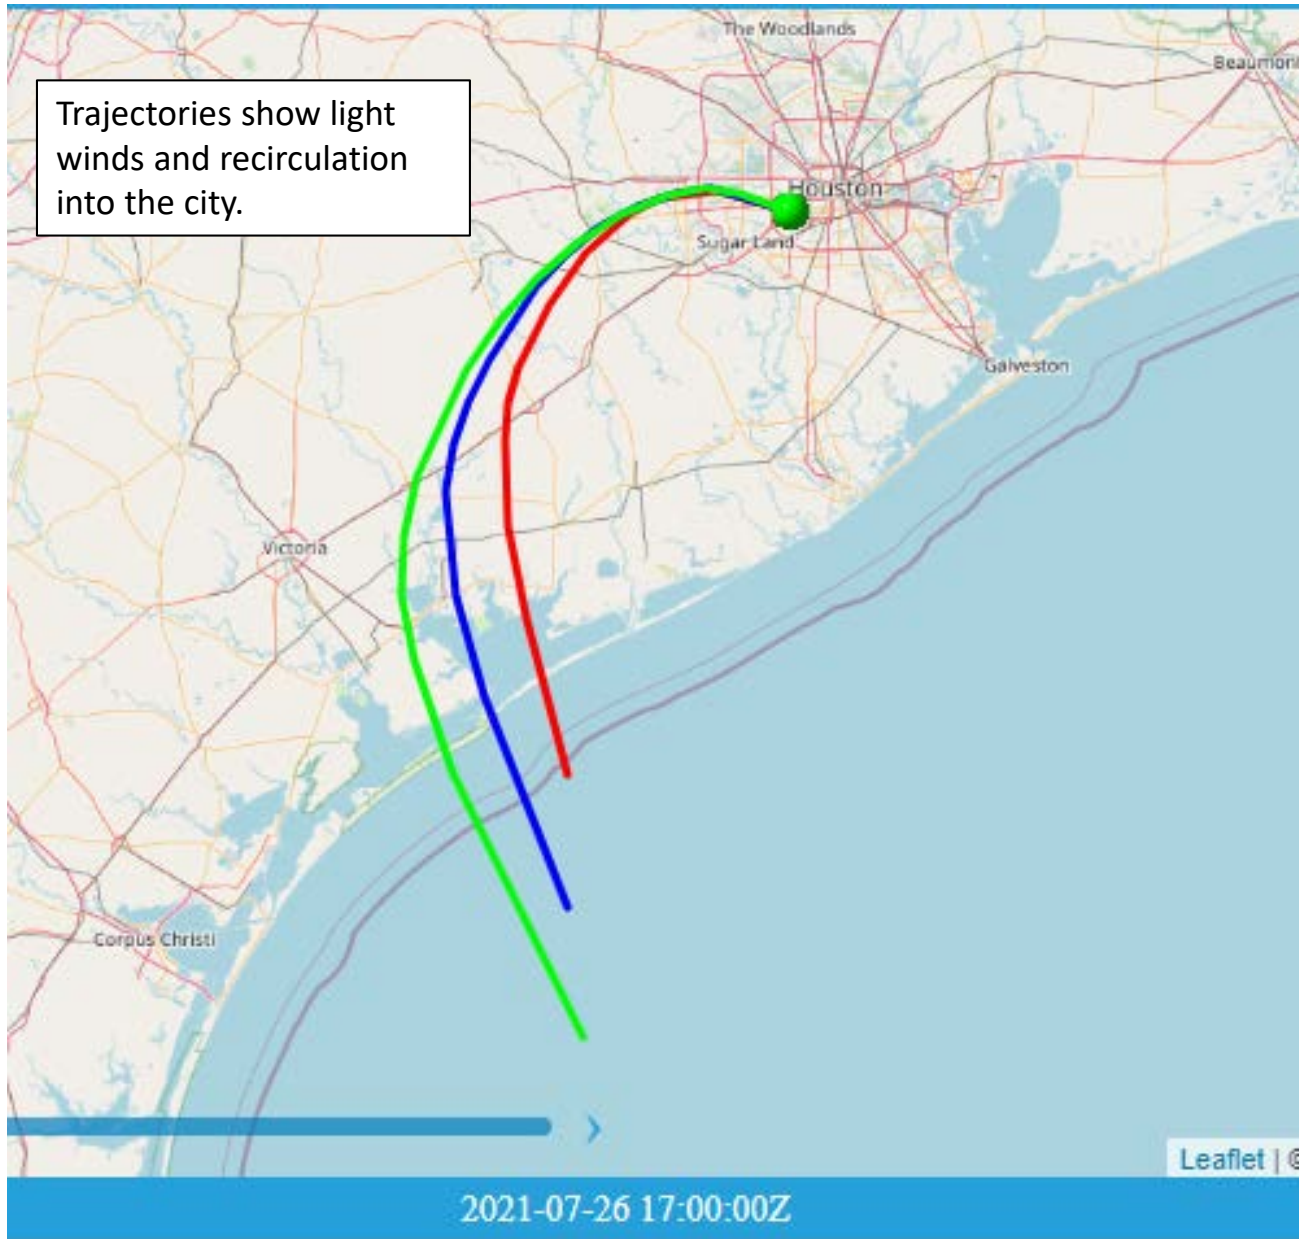 The Woodlands
Beaumont
Trajectories show light
winds and recirculation
into the city.
Houston
Sugar Land
Galveston
Victoria
Corpus Christi
Leaflet | ©
2021-07-26 17:00:00Z